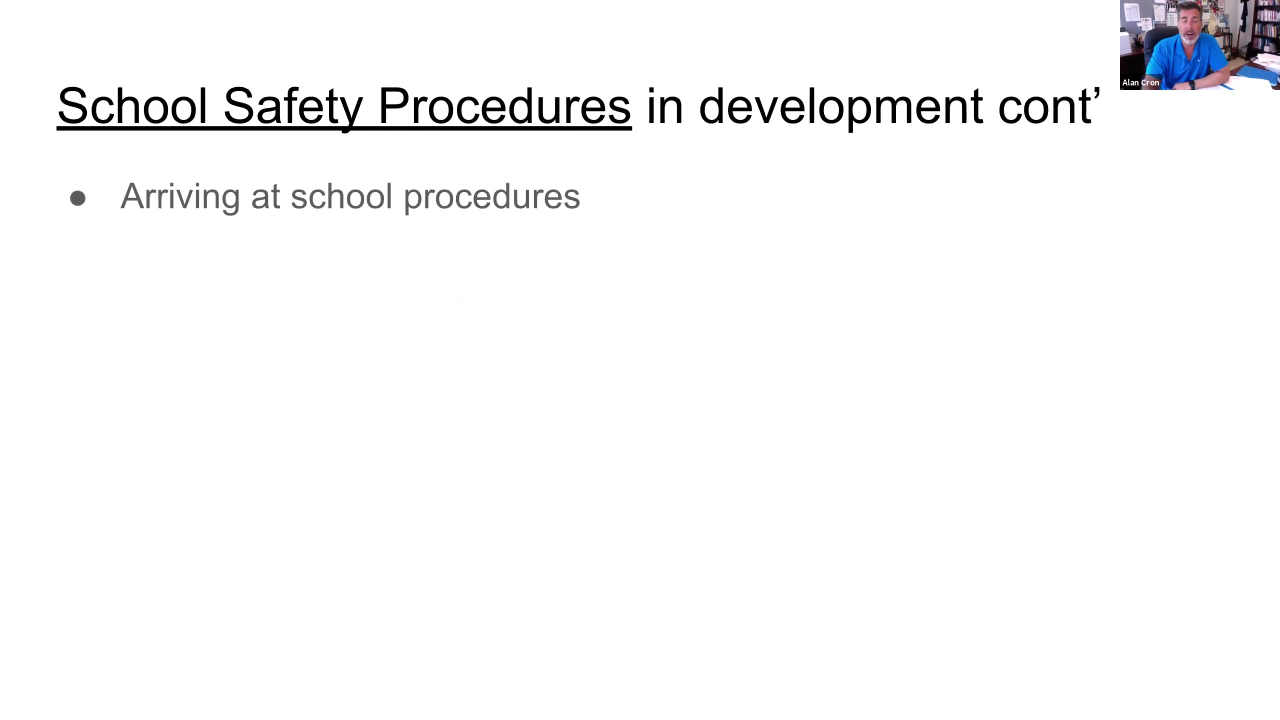 Alan Cron
School Safety Procedures in development cont’
● Arriving at school procedures